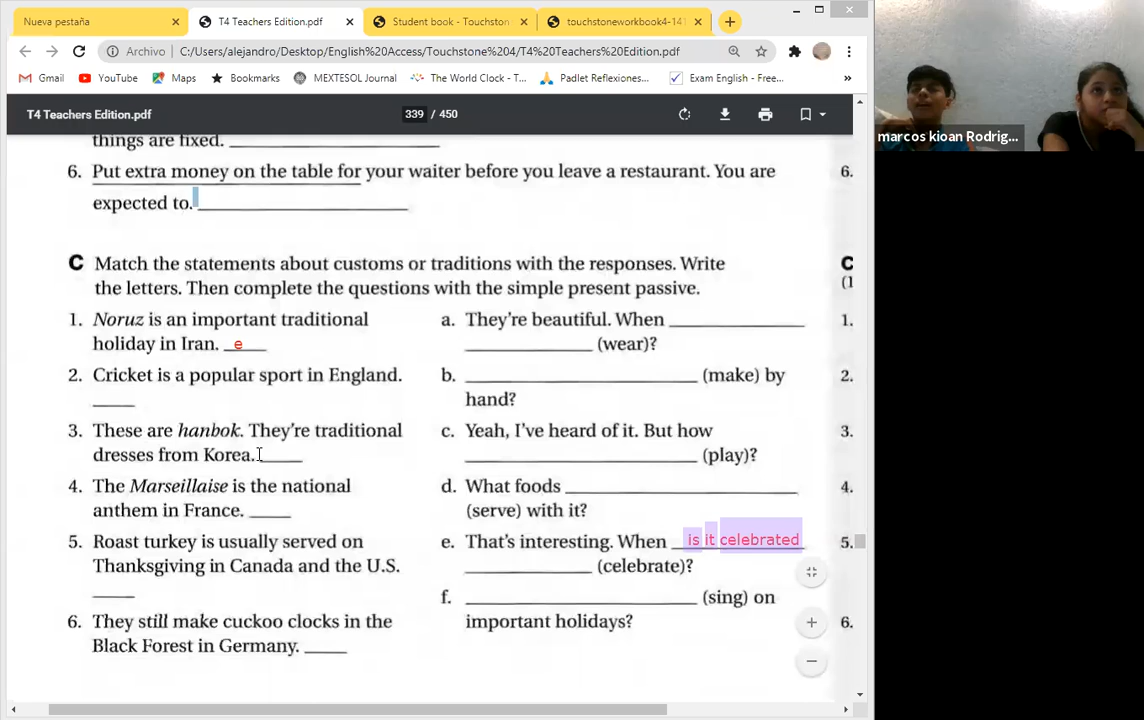 Nueva pestaña
T4 Teachers Edition.pdf
Student book - Touchston
touchstoneworkbook4-141
Archivo | C:/Users/alejandro/Desktop/English%20Access/Touchstone%204/T4%20Teachers%20Edition.pdf
Gmail YouTube Maps Bookmarks MEXTESOL Journal The World Clock - T... Padlet Reflexiones... Exam English - Free... »
T4 Teachers Edition.pdf 339 / 450
things are fixed.
6. Put extra money on the table for your waiter before you leave a restaurant. You are
expected to.
C Match the statements about customs or traditions with the responses. Write
the letters. Then complete the questions with the simple present passive.
1. Noruz is an important traditional
holiday in Iran. e
2. Cricket is a popular sport in England.
3. These are hanbok. They're traditional
dresses from Korea.
4. The Marseillaise is the national
anthem in France.
5. Roast turkey is usually served on
Thanksgiving in Canada and the U.S.
6. They still make cuckoo clocks in the
Black Forest in Germany.
a. They're beautiful. When
(wear)?
b. (make) by
hand?
c. Yeah, I've heard of it. But how
(play)?
d. What foods
(serve) with it?
e. That's interesting. When is it celebrated
(celebrate)?
f. (sing) on
important holidays?
6.
C
(1
1.
2.
3.
4.
5.
6.
marcos kioan Rodrig...